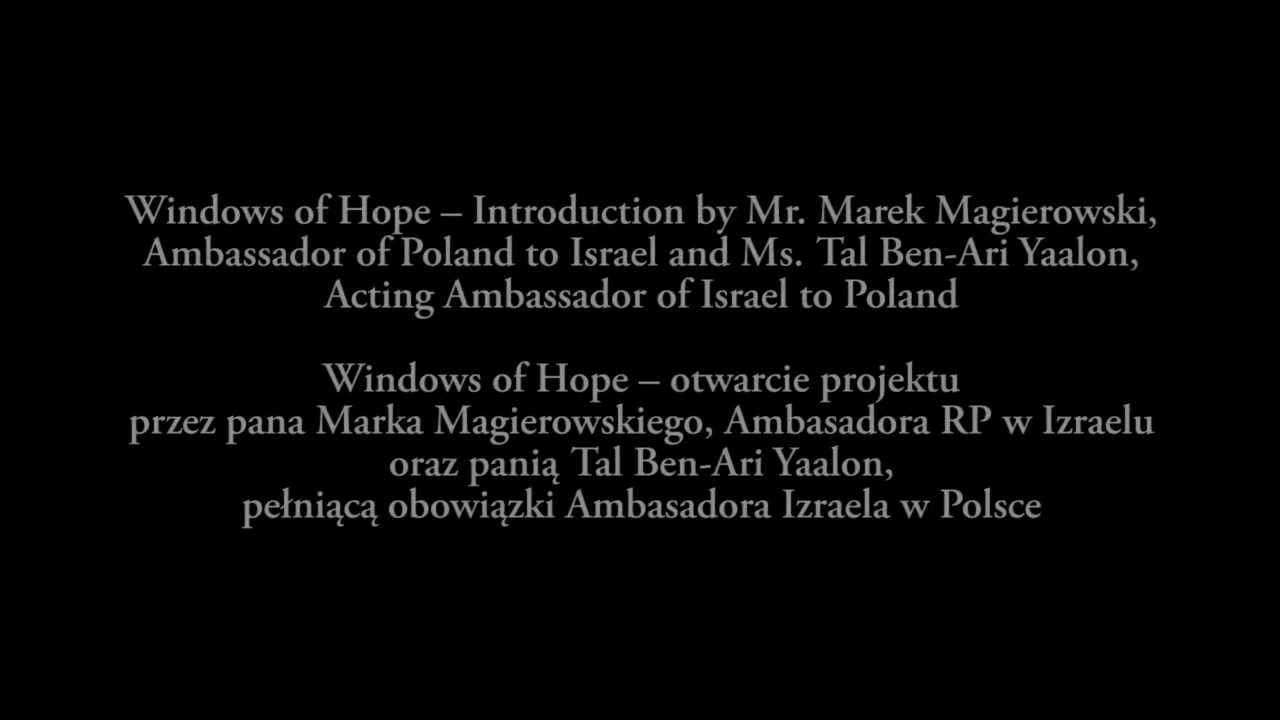 Windows of Hope – Introduction by Mr. Marek Magierowski,
Ambassador of Poland to Israel and Ms. Tal Ben-Ari Yaalon,
Acting Ambassador of Israel to Poland
Windows of Hope – otwarcie projektu
przez pana Marka Magierowskiego, Ambasadora RP w Izraelu
oraz panią Tal Ben-Ari Yaalon,
pełniącą obowiązki Ambasadora Izraela w Polsce